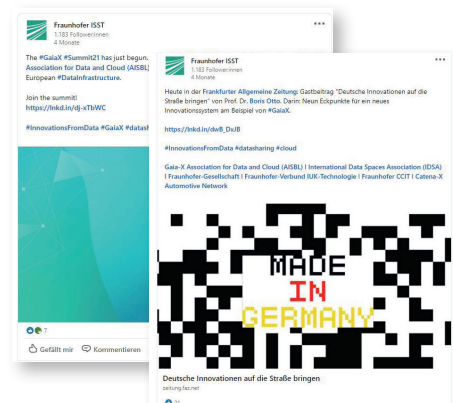 Fraunhofer ISST
1.183 Follower:innen
4 Monate
The #GaiaX #Summit21 has just begun.
Association for Data and Cloud (AISBL)
European #DataInfrastructure.
Join the summit!
https://lnkd.in/dj-xTbWC
#InnovationsFromData #GaiaX #datash
7
Gefällt mir
Kommentieren
Fraunhofer ISST
1.183 Follower:innen
4 Monate
Heute in der Frankfurter Allgemeine Zeitung: Gastbeitrag "Deutsche Innovationen auf die
Straße bringen" von Prof. Dr. Boris Otto. Darin: Neun Eckpunkte für ein neues
Innovationssystem am Beispiel von #GaiaX.
https://lnkd.in/dwB_DxJB
#InnovationsFromData #datasharing #cloud
Gaia-X Association for Data and Cloud (AISBL) I International Data Spaces Association (IDSA)
I Fraunhofer-Gesellschaft I Fraunhofer-Verbund IUK-Technologie I Fraunhofer CCIT I Catena-X
Automotive Network
MADE
IN
GERMANY
Deutsche Innovationen auf die Straße bringen
zeitung.faz.net